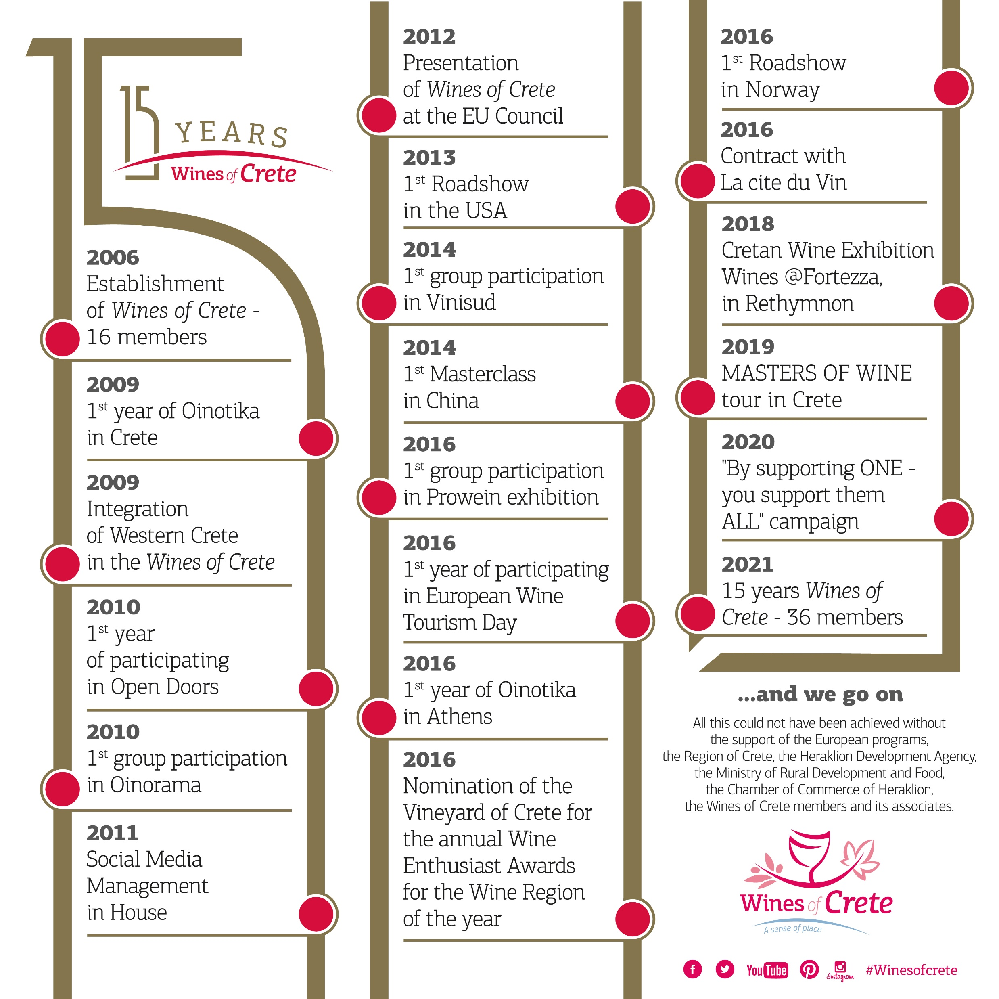 15 YEARS
Wines of Crete
2006
Establishment
of Wines of Crete -
16 members
2009
1st year of Oinotika
in Crete
2009
Integration
of Western Crete
in the Wines of Crete
2010
1st year
of participating
in Open Doors
2010
1st group participation
in Oinorama
2011
Social Media
Management
in House
2012
Presentation
of Wines of Crete
at the EU Council
2013
1st Roadshow
in the USA
2014
1st group participation
in Vinisud
2014
1st Masterclass
in China
2016
1st group participation
in Prowein exhibition
2016
1st year of participating
in European Wine
Tourism Day
2016
1st year of Oinotika
in Athens
2016
Nomination of the
Vineyard of Crete for
the annual Wine
Enthusiast Awards
for the Wine Region
of the year
2016
1st Roadshow
in Norway
2016
Contract with
La cite du Vin
2018
Cretan Wine Exhibition
Wines @Fortezza,
in Rethymnon
2019
MASTERS OF WINE
tour in Crete
2020
"By supporting ONE -
you support them
ALL" campaign
2021
15 years Wines of
Crete - 36 members
...and we go on
All this could not have been achieved without
the support of the European programs,
the Region of Crete, the Heraklion Development Agency,
the Ministry of Rural Development and Food,
the Chamber of Commerce of Heraklion,
the Wines of Crete members and its associates.
Wines of Crete
A sense of place
YouTube Instagram #Winesofcrete